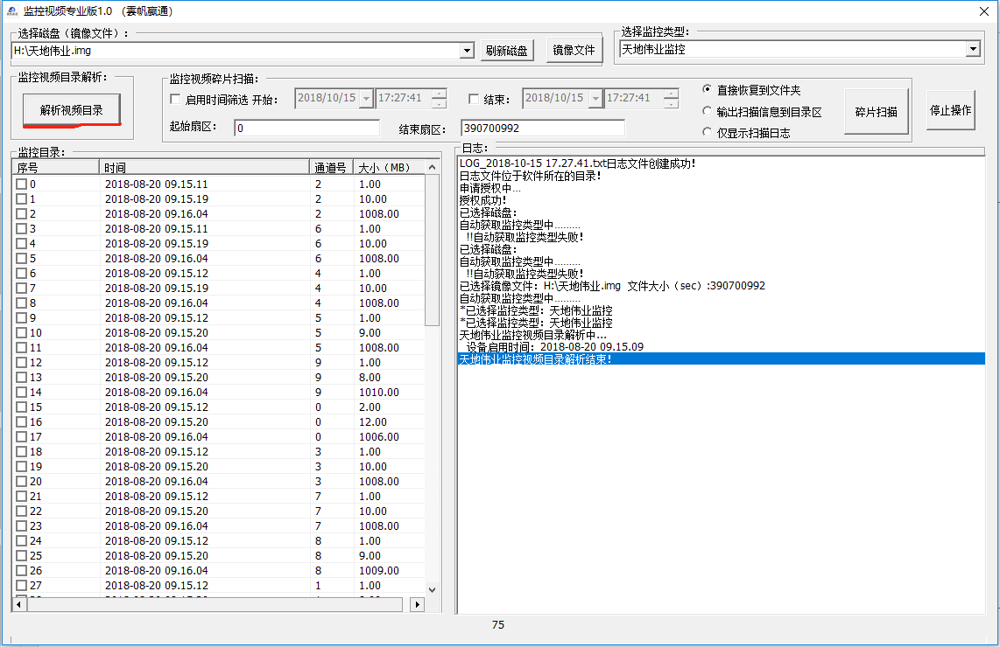 监控视频专业版1.0 （雲帆赢通）
选择磁盘（镜像文件）：
H:\天地伟业.img
刷新磁盘
镜像文件
选择监控类型：
天地伟业监控
监控视频目录解析：
解析视频目录
监控视频碎片扫描：
启用时间筛选 开始： 2018/10/15 17:27:41 结束： 2018/10/15 17:27:41
起始扇区： 0 结束扇区： 390700992
直接恢复到文件夹
输出扫描信息到目录区
仅显示扫描日志
碎片扫描
停止操作
监控目录：
序号 时间 通道号 大小（MB）
0 2018-08-20 09.15.11 2 1.00
1 2018-08-20 09.15.19 2 10.00
2 2018-08-20 09.16.04 2 1008.00
3 2018-08-20 09.15.11 6 1.00
4 2018-08-20 09.15.19 6 10.00
5 2018-08-20 09.16.04 6 1008.00
6 2018-08-20 09.15.12 4 1.00
7 2018-08-20 09.15.19 4 10.00
8 2018-08-20 09.16.04 4 1008.00
9 2018-08-20 09.15.12 5 1.00
10 2018-08-20 09.15.20 5 9.00
11 2018-08-20 09.16.04 5 1008.00
12 2018-08-20 09.15.12 9 1.00
13 2018-08-20 09.15.20 9 8.00
14 2018-08-20 09.16.04 9 1010.00
15 2018-08-20 09.15.12 0 2.00
16 2018-08-20 09.15.20 0 12.00
17 2018-08-20 09.16.04 0 1006.00
18 2018-08-20 09.15.12 3 1.00
19 2018-08-20 09.15.20 3 10.00
20 2018-08-20 09.16.04 3 1008.00
21 2018-08-20 09.15.12 7 1.00
22 2018-08-20 09.15.20 7 10.00
23 2018-08-20 09.16.04 7 1008.00
24 2018-08-20 09.15.12 8 1.00
25 2018-08-20 09.15.20 8 9.00
26 2018-08-20 09.16.04 8 1009.00
27 2018-08-20 09.15.12 1 1.00
日志：
LOG_2018-10-15 17.27.41.txt日志文件创建成功！
日志文件位于软件所在的目录！
申请授权中...
授权成功！
已选择磁盘：
自动获取监控类型中.........
!!自动获取监控类型失败！
已选择磁盘：
自动获取监控类型中.........
!!自动获取监控类型失败！
已选择镜像文件：H:\天地伟业.img 文件大小（sec）:390700992
自动获取监控类型中.........
*已选择监控类型：天地伟业监控
*已选择监控类型：天地伟业监控
天地伟业监控视频目录解析中...
设备启用时间：2018-08-20 09.15.09
天地伟业监控视频目录解析结束！
75